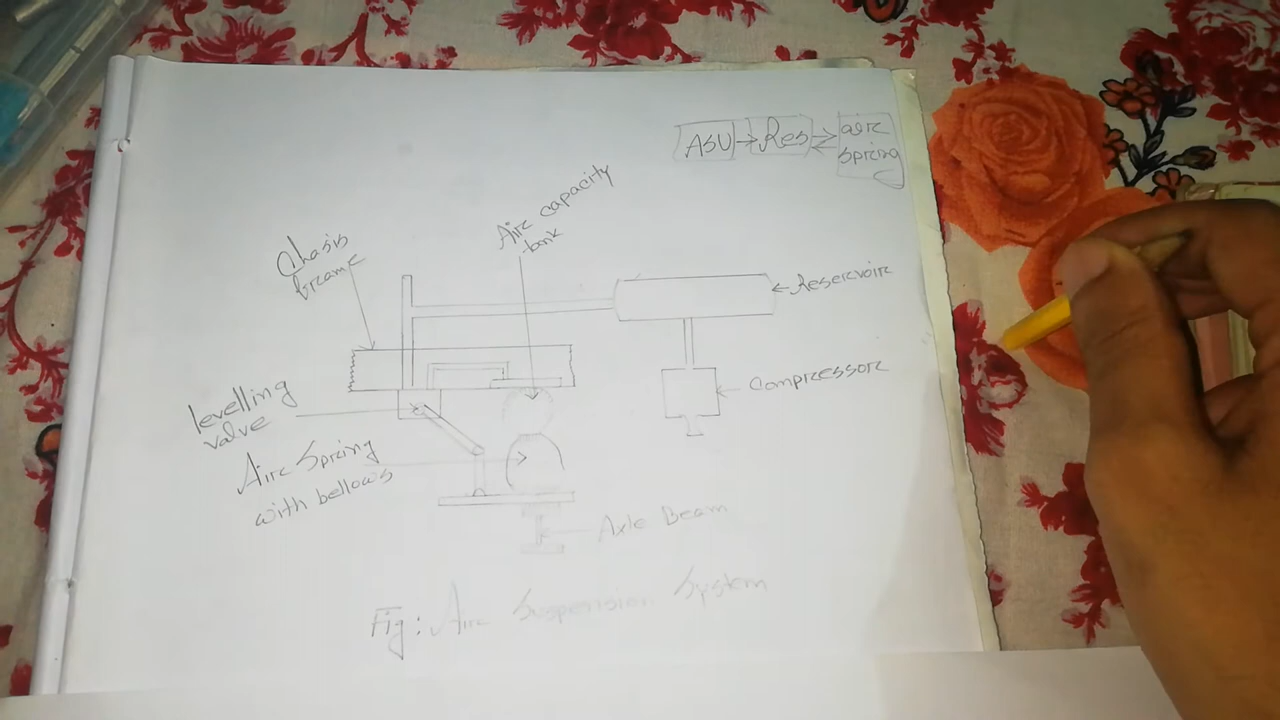 ASU → Res ⇌ air
spring
Air capacity
tank
Chasis
frame
← Reservoir
Compressor
levelling
valve
Air Spring
with bellows
Axle Beam
Fig: Air Suspension System